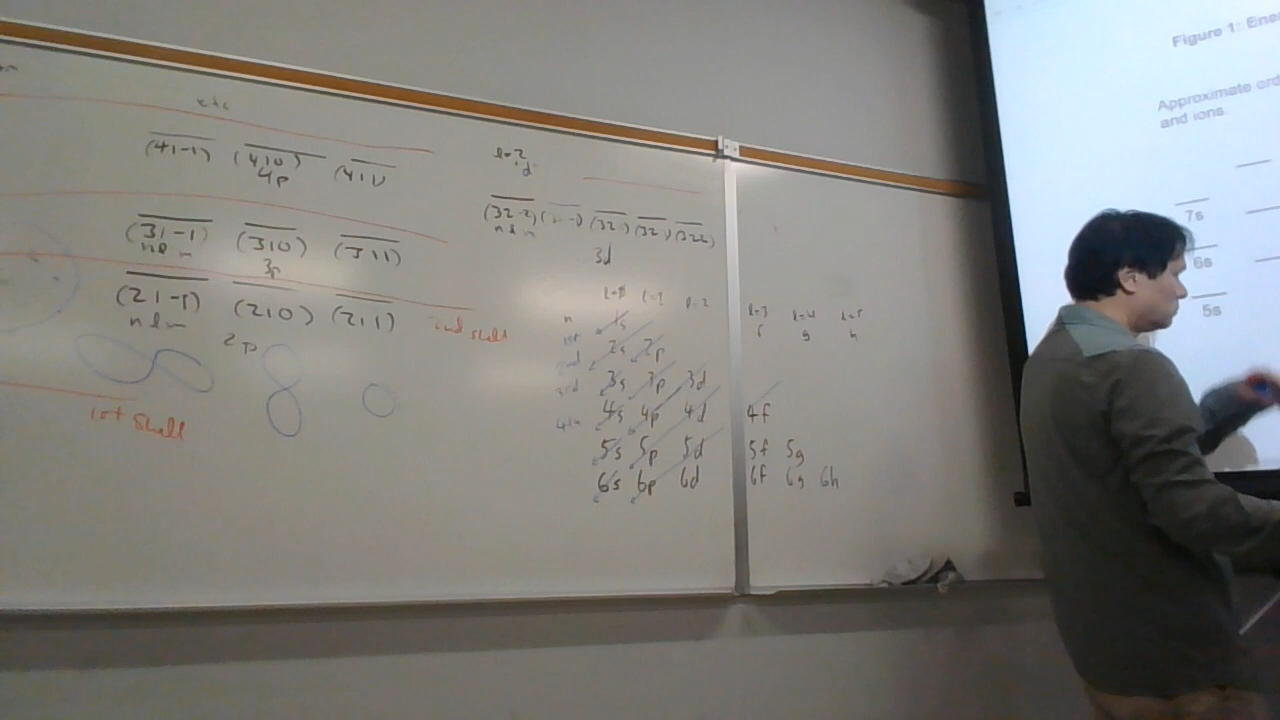 etc
(41-1) (410) (411)
4p
(31-1) (310) (311)
n l m
3p
(21-1) (210) (211)
n l m
2p
2nd shell
1st shell
l=2
d
(32-2) (32-1) (32 ) (321) (322)
n l m
3d
l=0 l=1 l=2 l=3 l=4 l=5
f g h
n
1st 1s
2nd 2s 2p
3rd 3s 3p 3d
4th 4s 4p 4d 4f
5s 5p 5d 5f 5g
6s 6p 6d 6f 6g 6h
Figure 1: Ene
Approximate ord
and ions.
7s
6s
5s